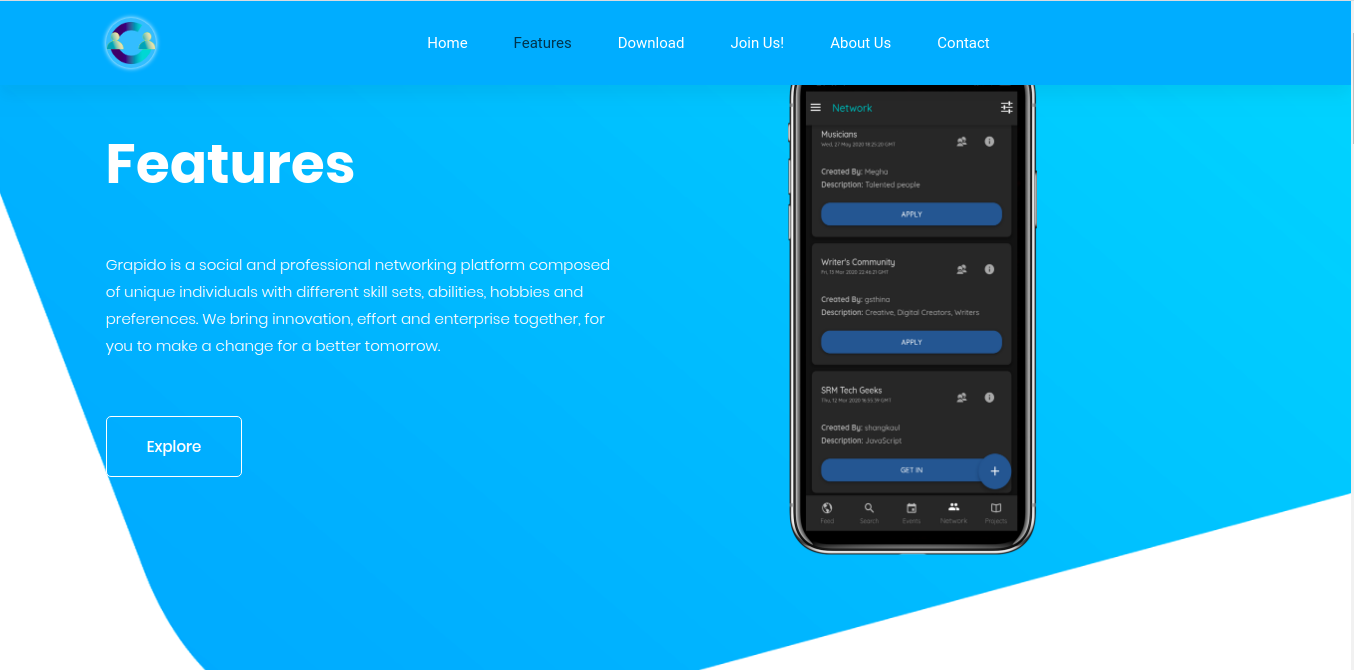 Home Features Download Join Us! About Us Contact
Features
Grapido is a social and professional networking platform composed
of unique individuals with different skill sets, abilities, hobbies and
preferences. We bring innovation, effort and enterprise together, for
you to make a change for a better tomorrow.
Explore
Network
Musicians
Wed, 27 May 2020 18:25:20 GMT
Created By: Megha
Description: Talented people
APPLY
Writer's Community
Fri, 13 Mar 2020 22:46:21 GMT
Created By: gsthina
Description: Creative, Digital Creators, Writers
APPLY
SRM Tech Geeks
Thu, 12 Mar 2020 GMT
Created By: shangkaul
Description: JavaScript
GET IN
Feed Search Events Network Projects